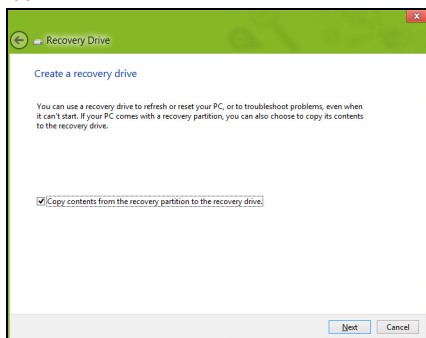 Recovery Drive
Create a recovery drive
You can use a recovery drive to refresh or reset your PC, or to troubleshoot problems, even when
it can't start. If your PC comes with a recovery partition, you can also choose to copy its contents
to the recovery drive.
Copy contents from the recovery partition to the recovery drive.
Next Cancel